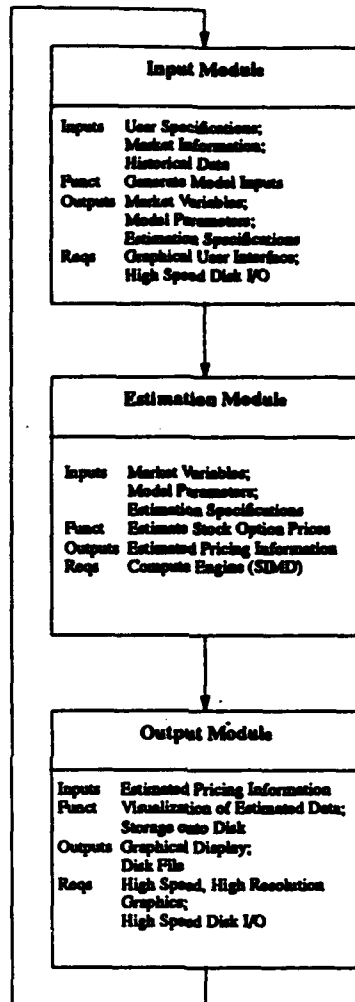 Input Module
Inputs User Specifications;
Market Information;
Historical Data
Funct Generate Model Inputs
Outputs Market Variables;
Model Parameters;
Estimation Specifications
Reqs Graphical User Interface;
High Speed Disk I/O
Estimation Module
Inputs Market Variables;
Model Parameters;
Estimation Specifications
Funct Estimate Stock Option Prices
Outputs Estimated Pricing Information
Reqs Compute Engine (SIMD)
Output Module
Inputs Estimated Pricing Information
Funct Visualization of Estimated Data;
Storage onto Disk
Outputs Graphical Display;
Disk File
Reqs High Speed, High Resolution
Graphics;
High Speed Disk I/O